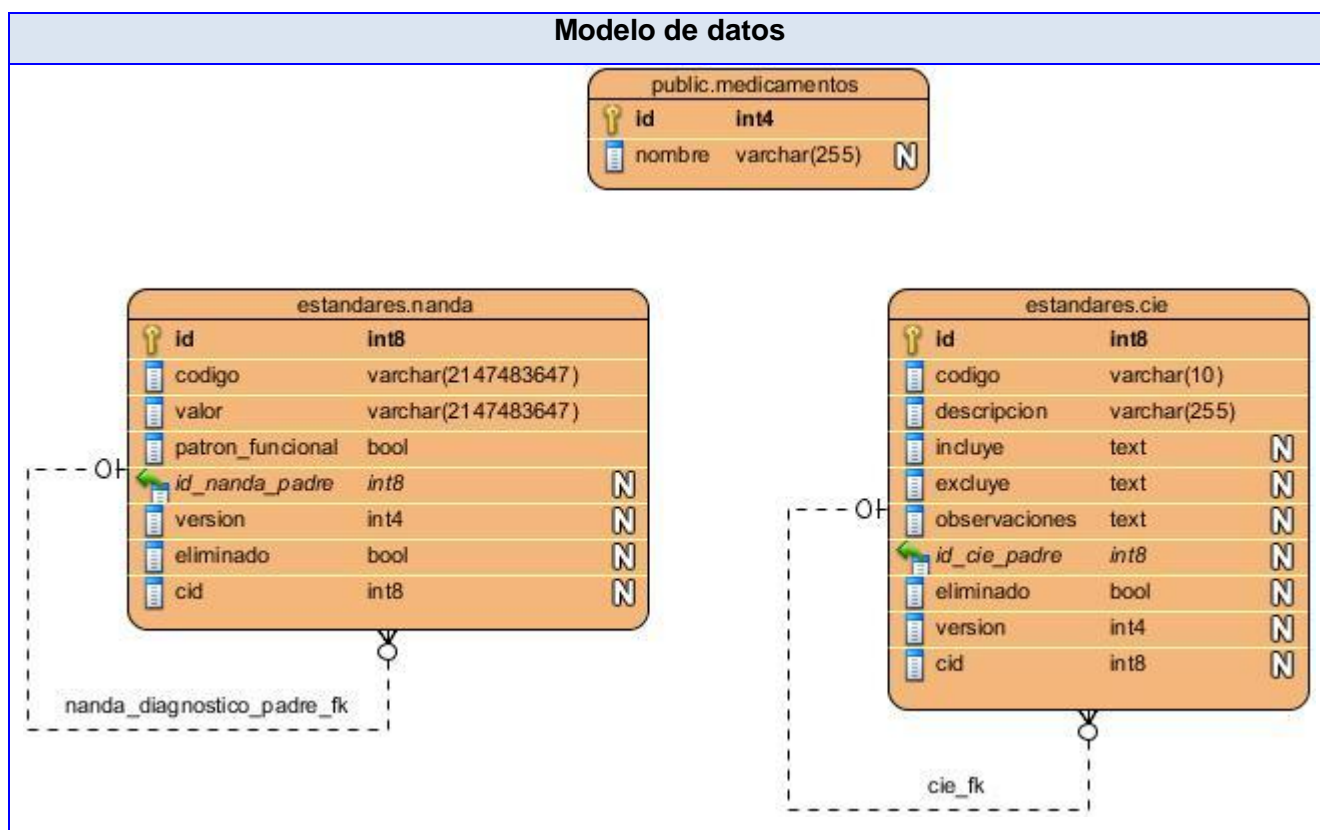 Modelo de datos
public.medicamentos
id int4
nombre varchar(255) N
estandares.nanda
id int8
codigo varchar(2147483647)
valor varchar(2147483647)
patron_funcional bool
id_nanda_padre int8 N
version int4 N
eliminado bool N
cid int8 N
nanda_diagnostico_padre_fk
estandares.cie
id int8
codigo varchar(10)
descripcion varchar(255)
incluye text N
excluye text N
observaciones text N
id_cie_padre int8 N
eliminado bool N
version int4 N
cid int8 N
cie_fk